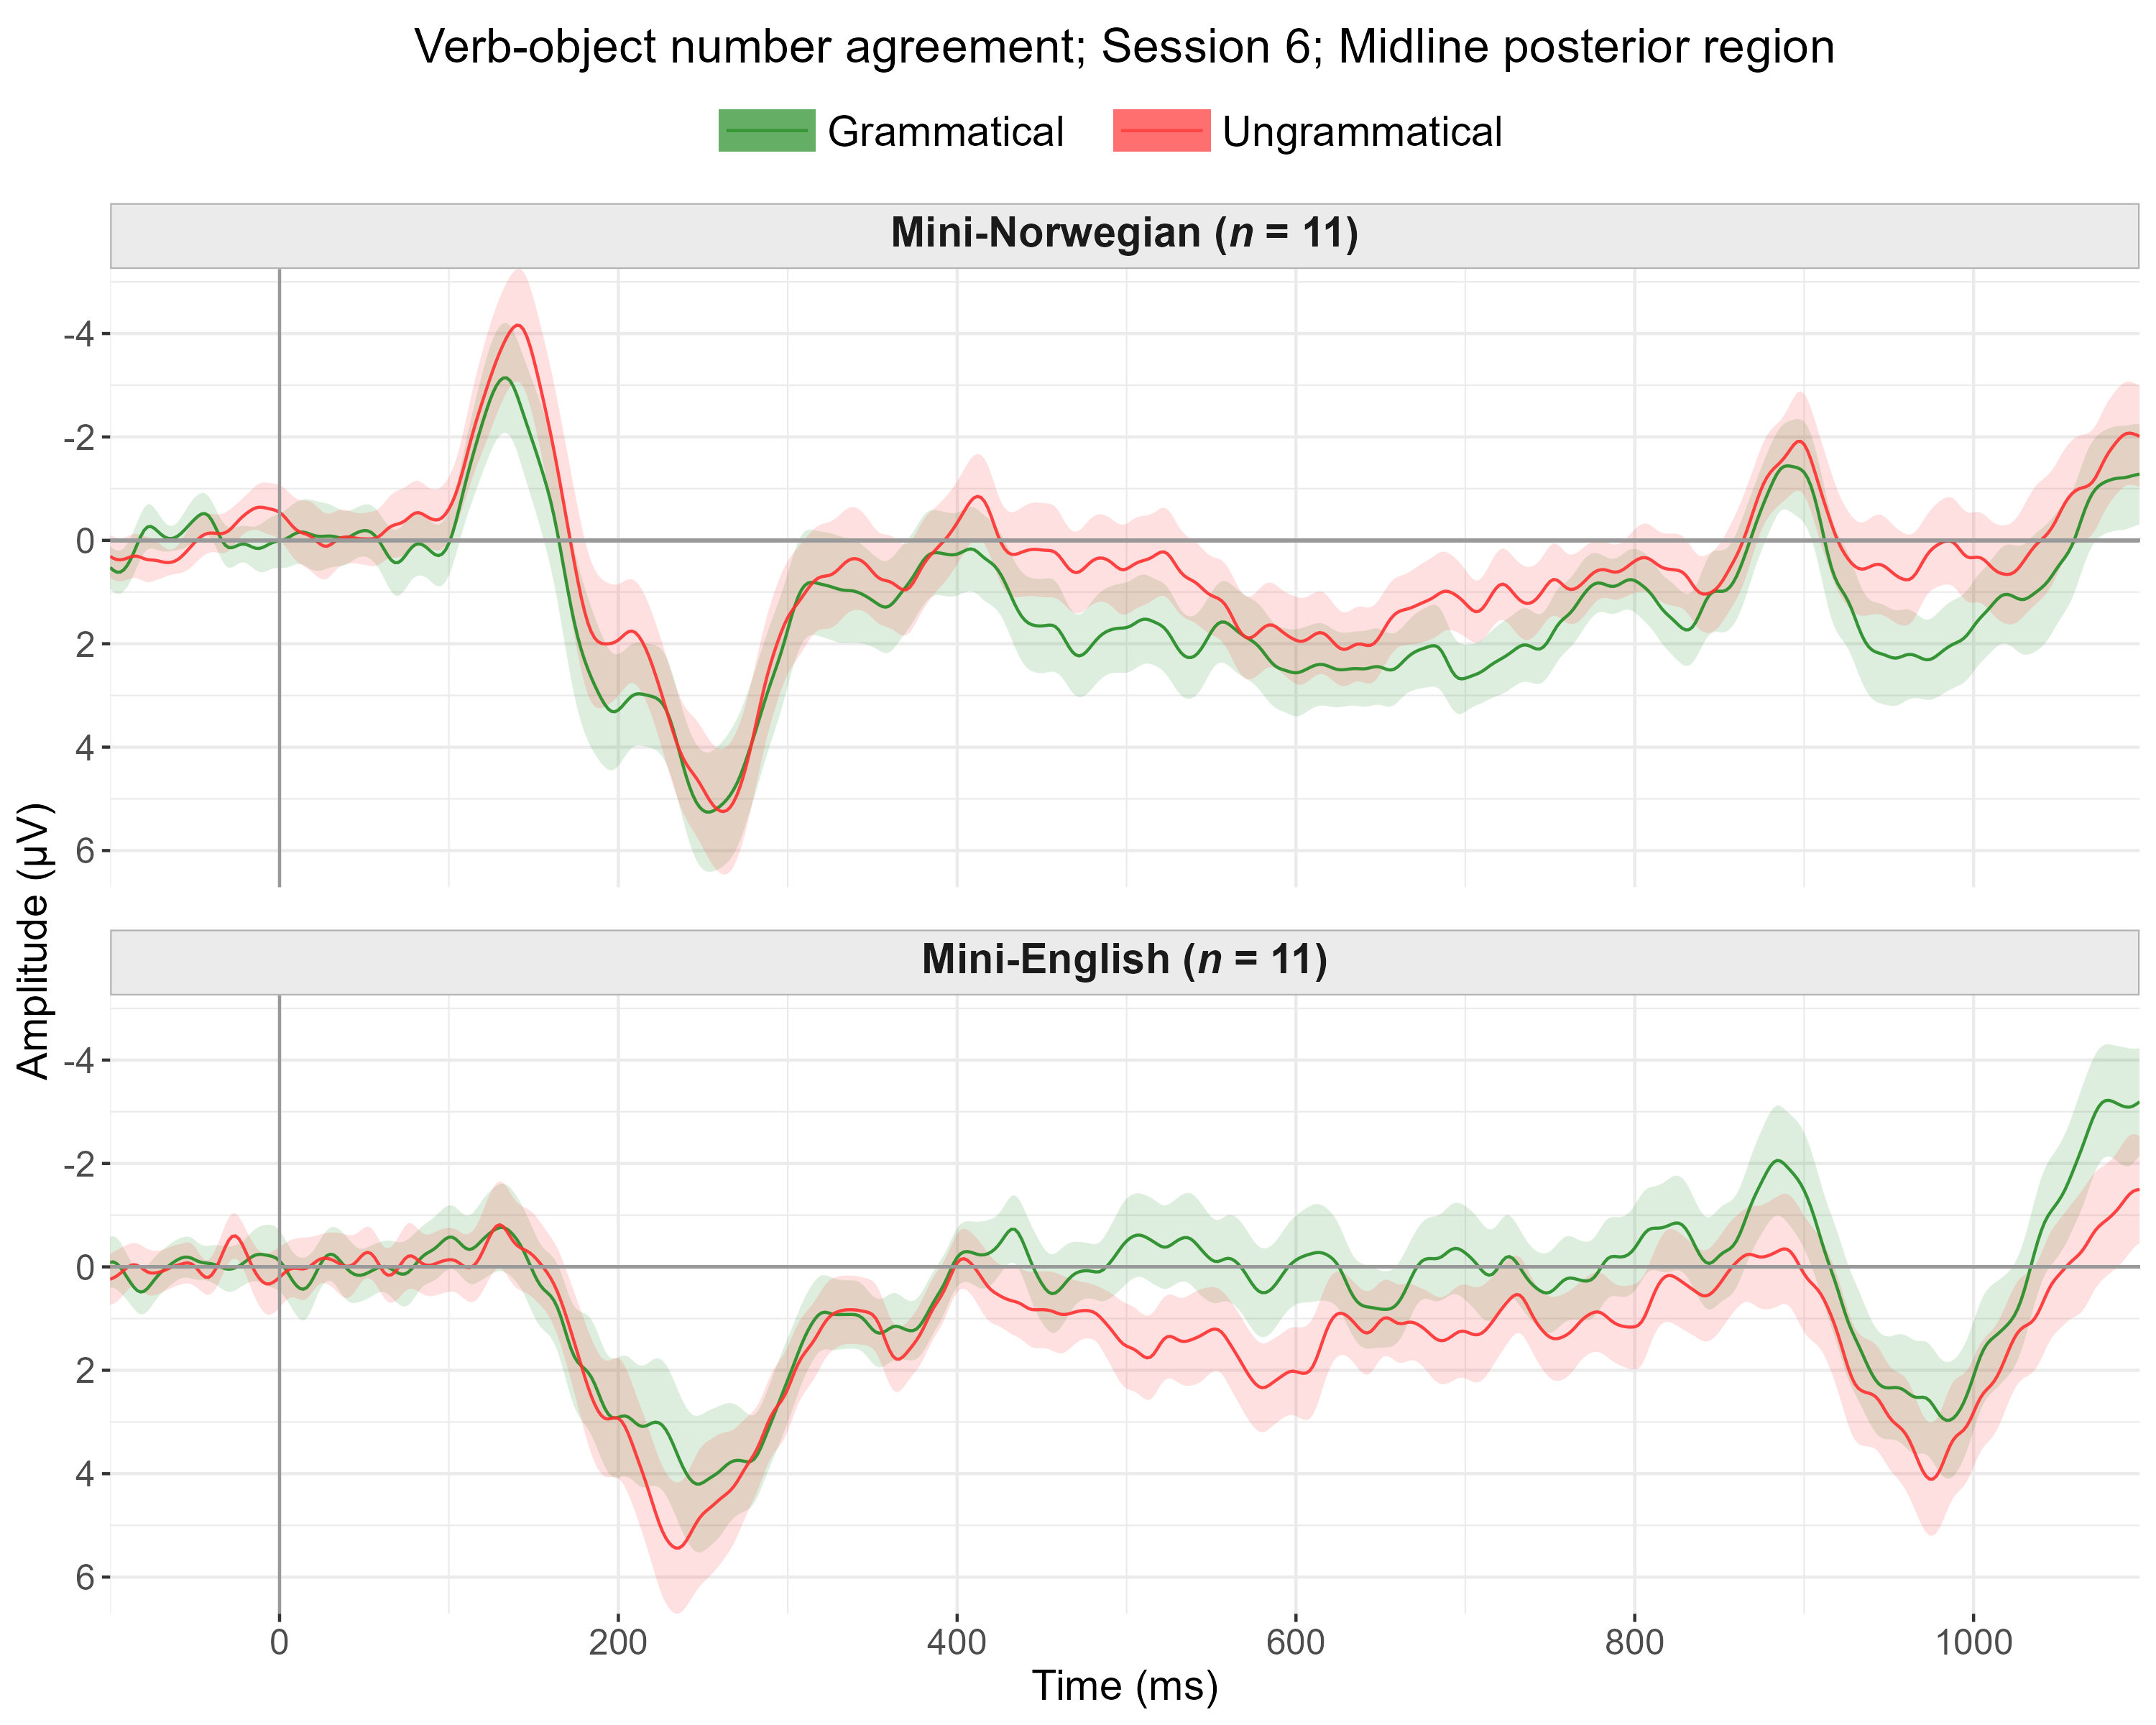 Verb-object number agreement; Session 6; Midline posterior region
Grammatical Ungrammatical
Mini-Norwegian (n = 11)
-4
-2
0
2
4
6
Amplitude (µV)
Mini-English (n = 11)
-4
-2
0
2
4
6
0 200 400 600 800 1000
Time (ms)